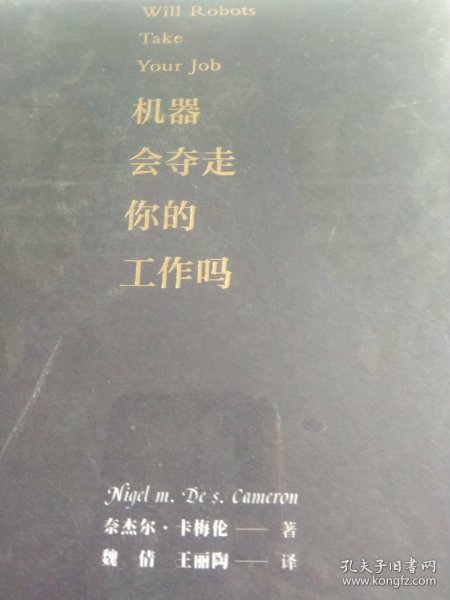 Will Robots
Take
Your Job
机器
会夺走
你的
工作吗
Nigel m. De s. Cameron
奈杰尔·卡梅伦——著
魏倩 王丽陶——译
孔夫子旧书网
www.kongfz.com